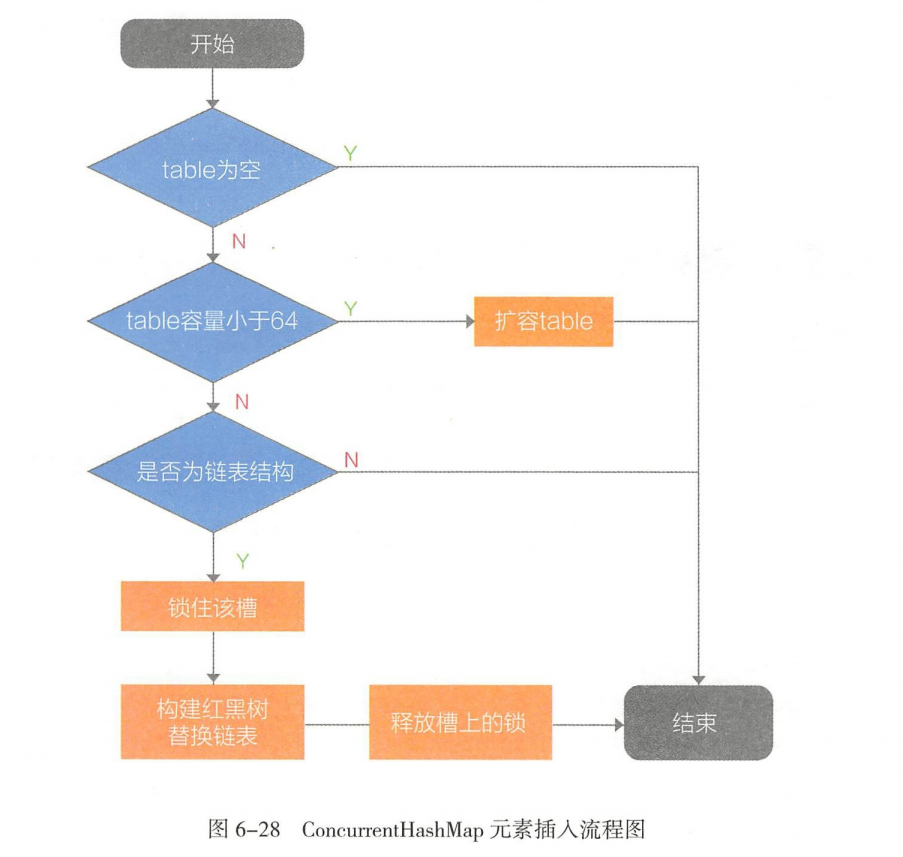 开始
table为空
Y
N
table容量小于64
Y
扩容table
N
是否为链表结构
N
Y
锁住该槽
构建红黑树
替换链表
释放槽上的锁
结束
图 6-28 ConcurrentHashMap 元素插入流程图